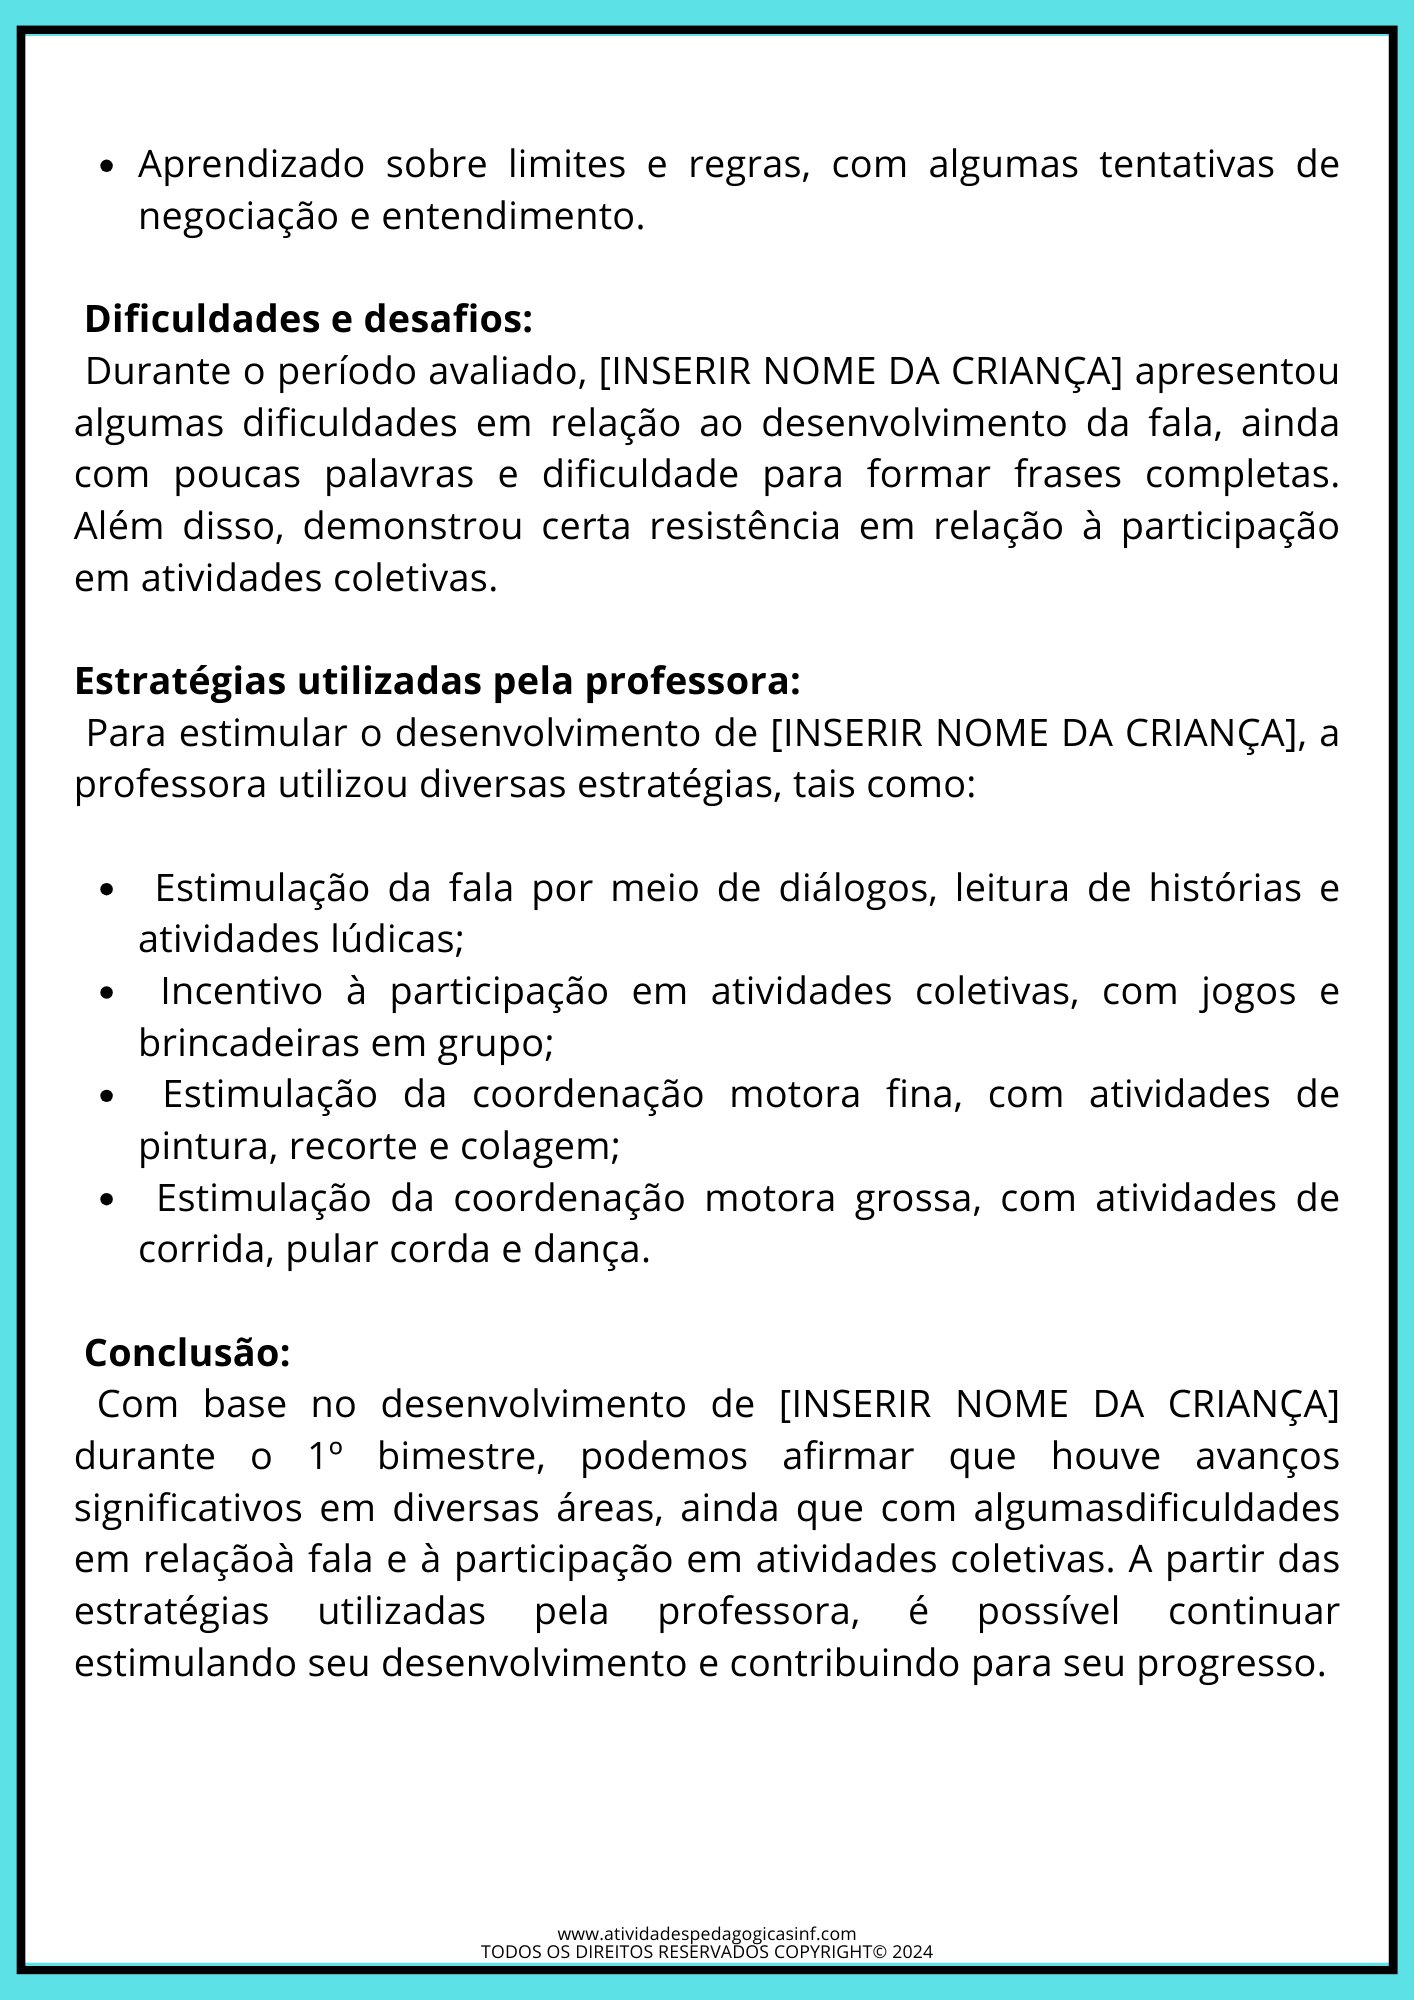 • Aprendizado sobre limites e regras, com algumas tentativas de
negociação e entendimento.
Dificuldades e desafios:
Durante o período avaliado, [INSERIR NOME DA CRIANÇA] apresentou
algumas dificuldades em relação ao desenvolvimento da fala, ainda
com poucas palavras e dificuldade para formar frases completas.
Além disso, demonstrou certa resistência em relação à participação
em atividades coletivas.
Estratégias utilizadas pela professora:
Para estimular o desenvolvimento de [INSERIR NOME DA CRIANÇA], a
professora utilizou diversas estratégias, tais como:
• Estimulação da fala por meio de diálogos, leitura de histórias e
atividades lúdicas;
• Incentivo à participação em atividades coletivas, com jogos e
brincadeiras em grupo;
• Estimulação da coordenação motora fina, com atividades de
pintura, recorte e colagem;
• Estimulação da coordenação motora grossa, com atividades de
corrida, pular corda e dança.
Conclusão:
Com base no desenvolvimento de [INSERIR NOME DA CRIANÇA]
durante o 1º bimestre, podemos afirmar que houve avanços
significativos em diversas áreas, ainda que com algumasdificuldades
em relaçãoà fala e à participação em atividades coletivas. A partir das
estratégias utilizadas pela professora, é possível continuar
estimulando seu desenvolvimento e contribuindo para seu progresso.
www.atividadespedagogicasinf.com
TODOS OS DIREITOS RESERVADOS COPYRIGHT© 2024